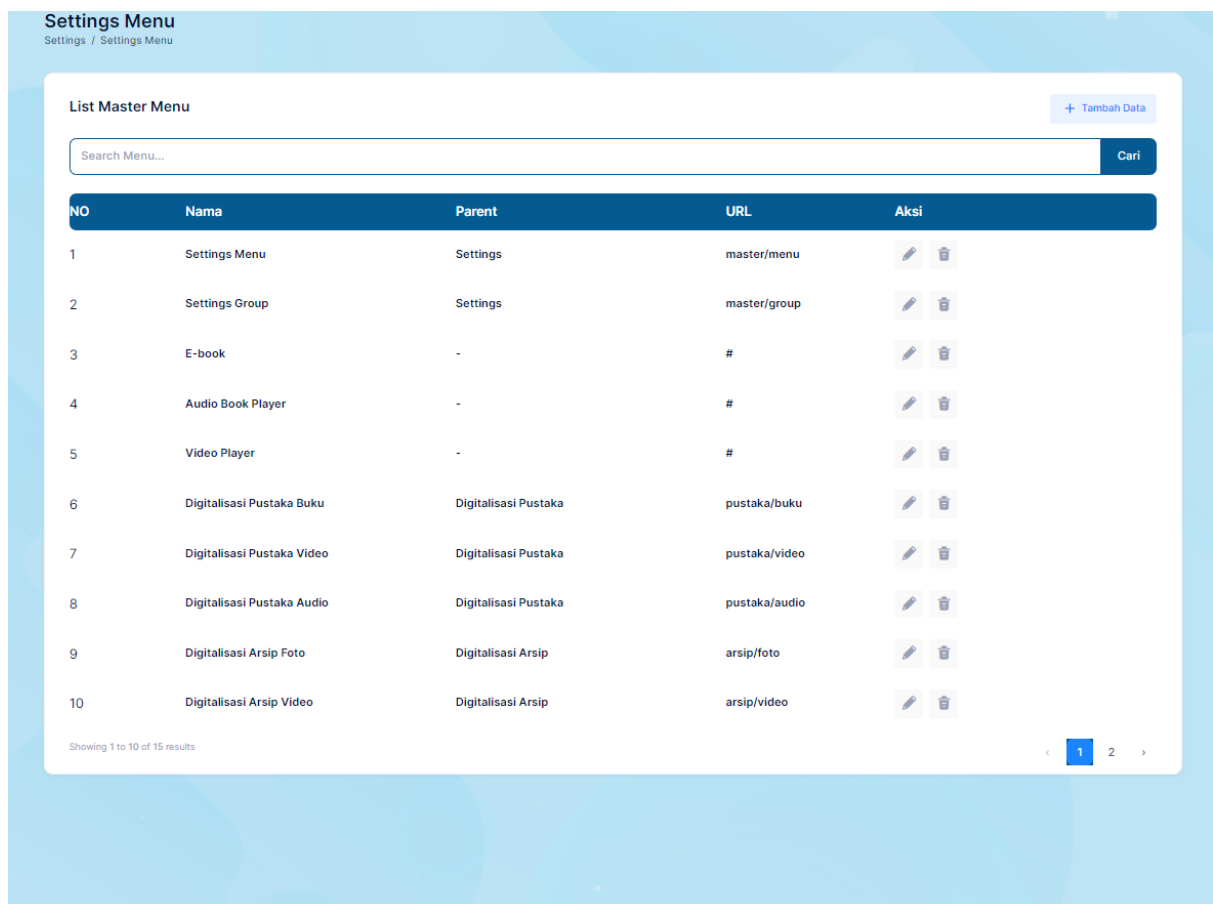 Settings Menu
Settings / Settings Menu
List Master Menu
+ Tambah Data
Search Menu...
Cari
NO Nama Parent URL Aksi
1 Settings Menu Settings master/menu
2 Settings Group Settings master/group
3 E-book - #
4 Audio Book Player - #
5 Video Player - #
6 Digitalisasi Pustaka Buku Digitalisasi Pustaka pustaka/buku
7 Digitalisasi Pustaka Video Digitalisasi Pustaka pustaka/video
8 Digitalisasi Pustaka Audio Digitalisasi Pustaka pustaka/audio
9 Digitalisasi Arsip Foto Digitalisasi Arsip arsip/foto
10 Digitalisasi Arsip Video Digitalisasi Arsip arsip/video
Showing 1 to 10 of 15 results
‹ 1 2 ›